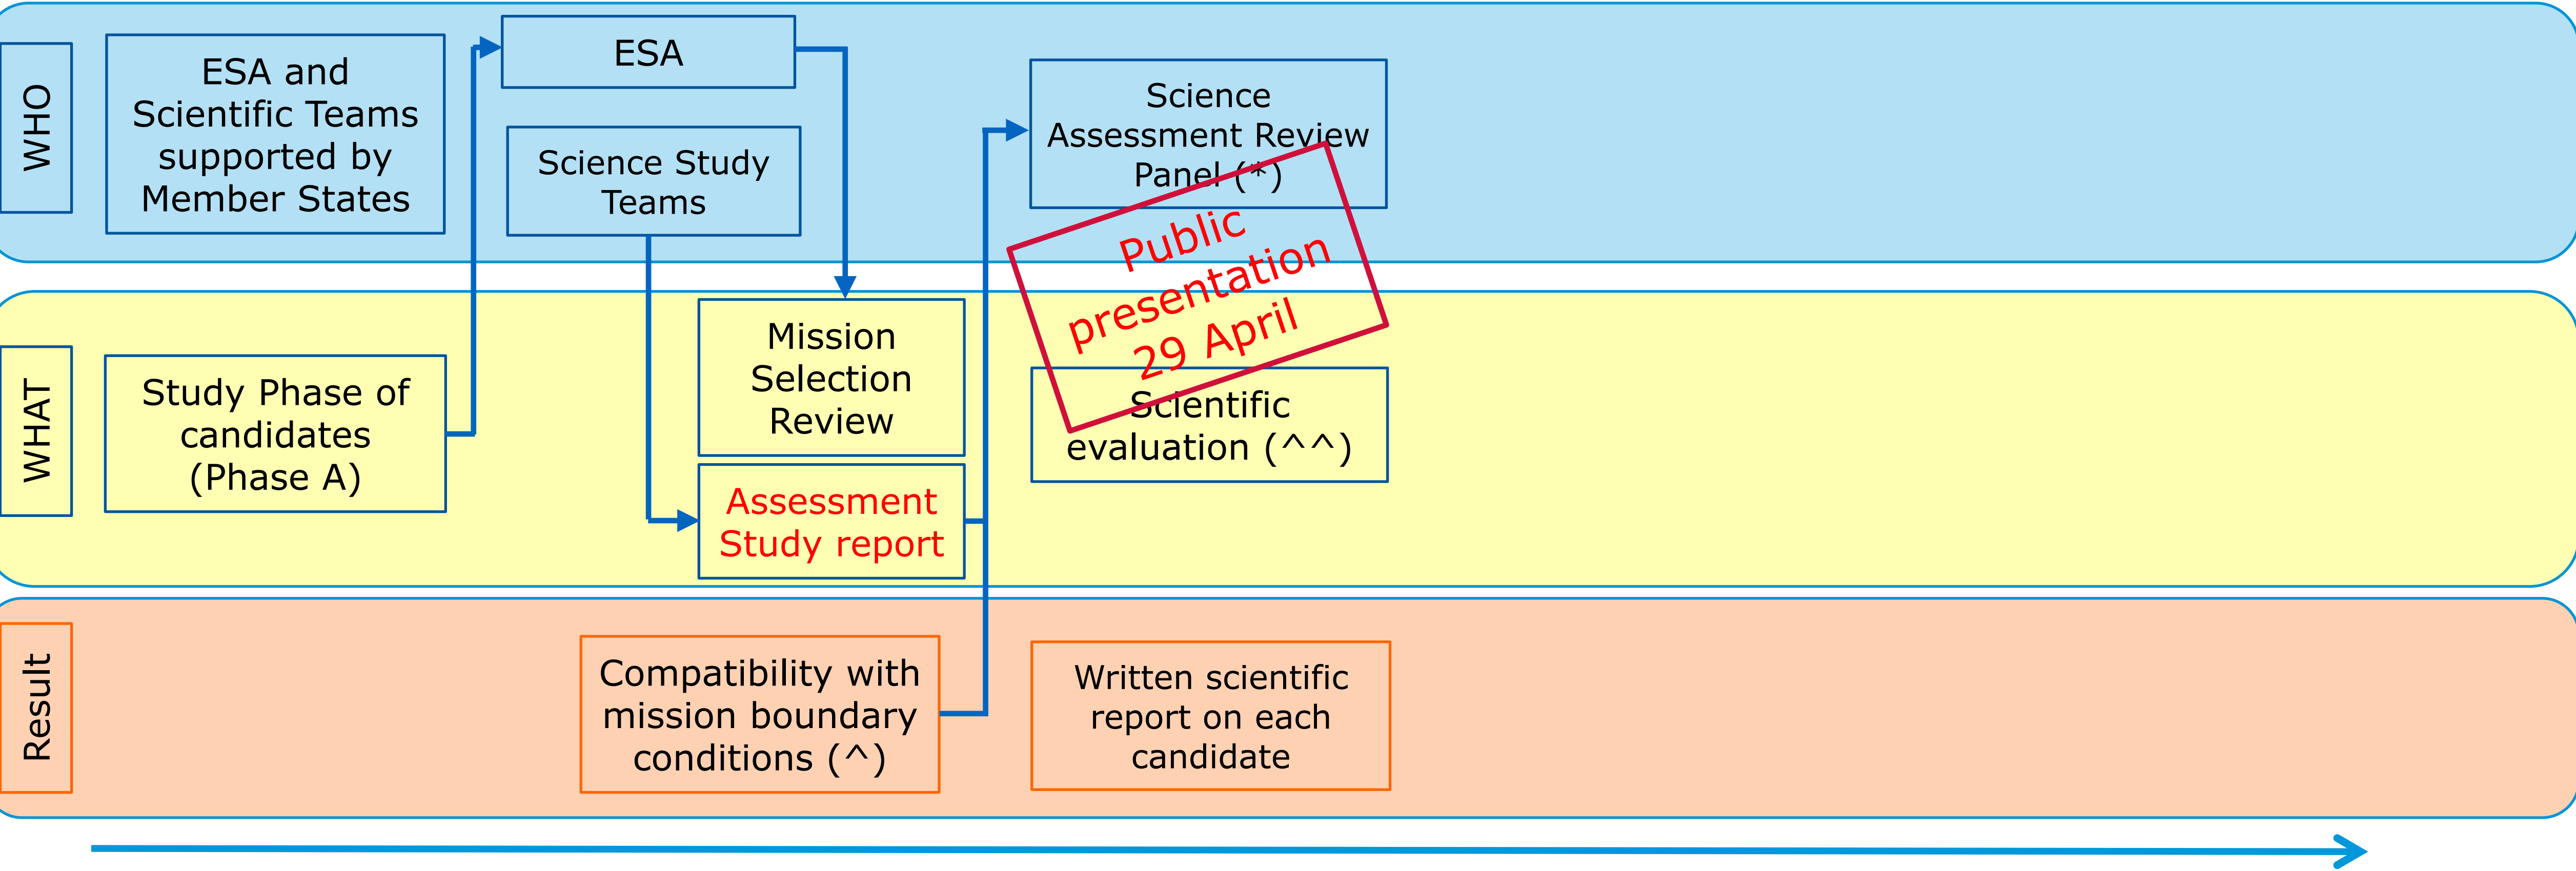 WHO
ESA and
Scientific Teams
supported by
Member States
ESA
Science Study
Teams
Science
Assessment Review
Panel (*)
Public
presentation
29 April
WHAT
Study Phase of
candidates
(Phase A)
Mission
Selection
Review
Assessment
Study report
Scientific
evaluation (^^)
Result
Compatibility with
mission boundary
conditions (^)
Written scientific
report on each
candidate